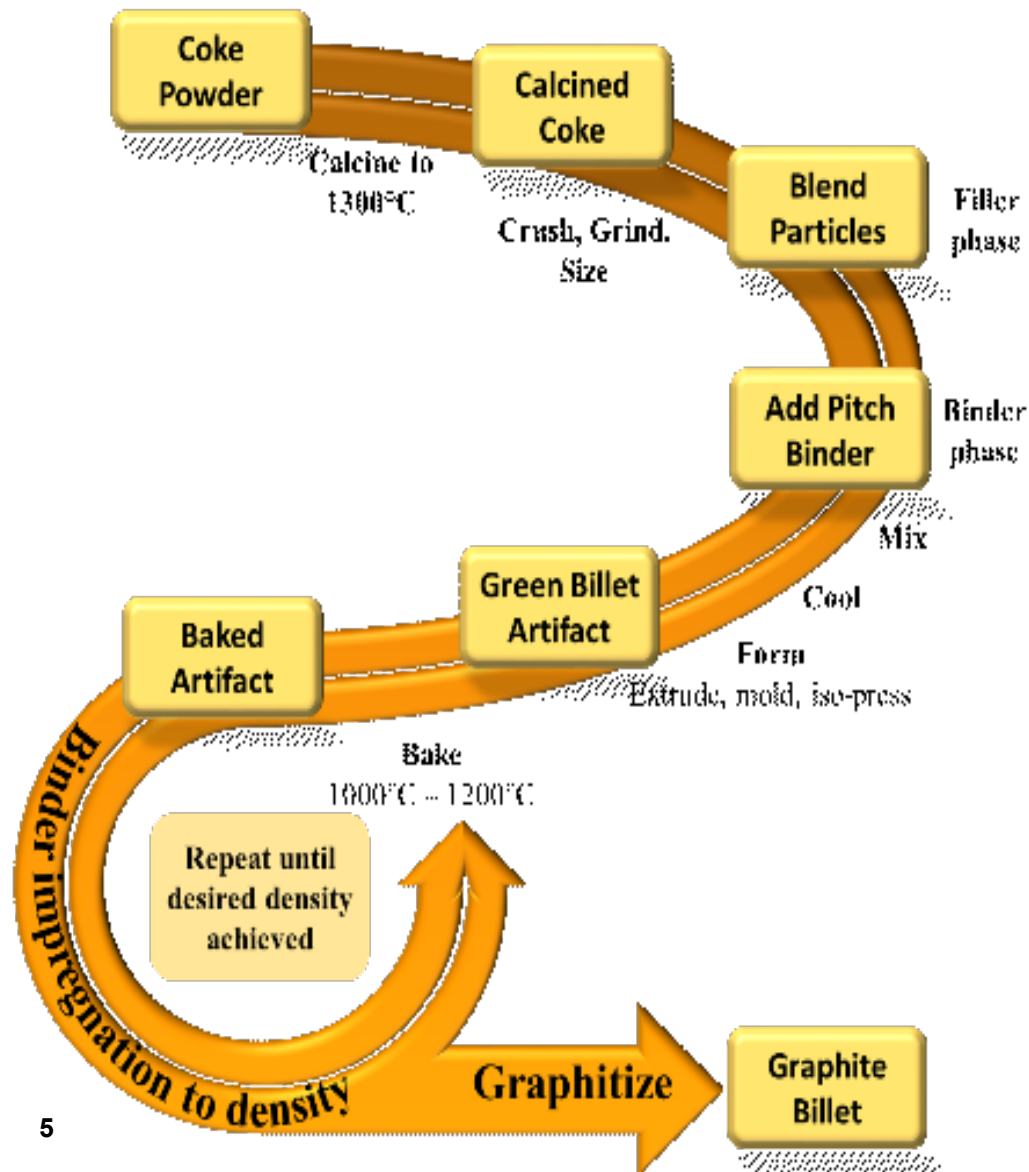 Coke
Powder
Calcined
Coke
Calcine to
1300°C
Blend
Particles
Filler
phase
Crush, Grind.
Size
Add Pitch
Binder
Binder
phase
Mix
Green Billet
Artifact
Cool
Baked
Artifact
Form
Extrude, mold, iso-press
Bake
1000°C – 1200°C
Binder impregnation to density
Repeat until
desired density
achieved
Graphitize
Graphite
Billet
5